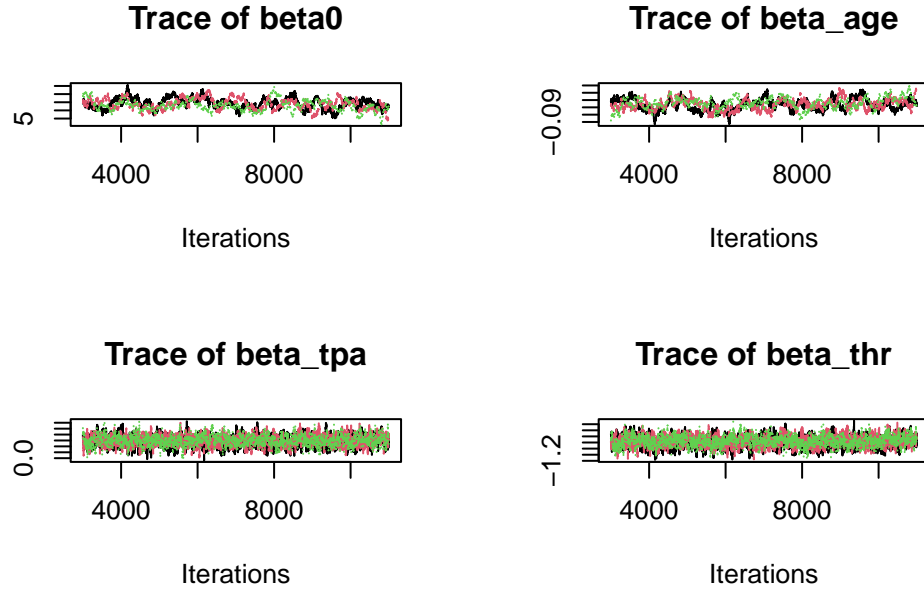 Trace of beta0
5
4000 8000
Iterations
Trace of beta_age
−0.09
4000 8000
Iterations
Trace of beta_tpa
0.0
4000 8000
Iterations
Trace of beta_thr
−1.2
4000 8000
Iterations